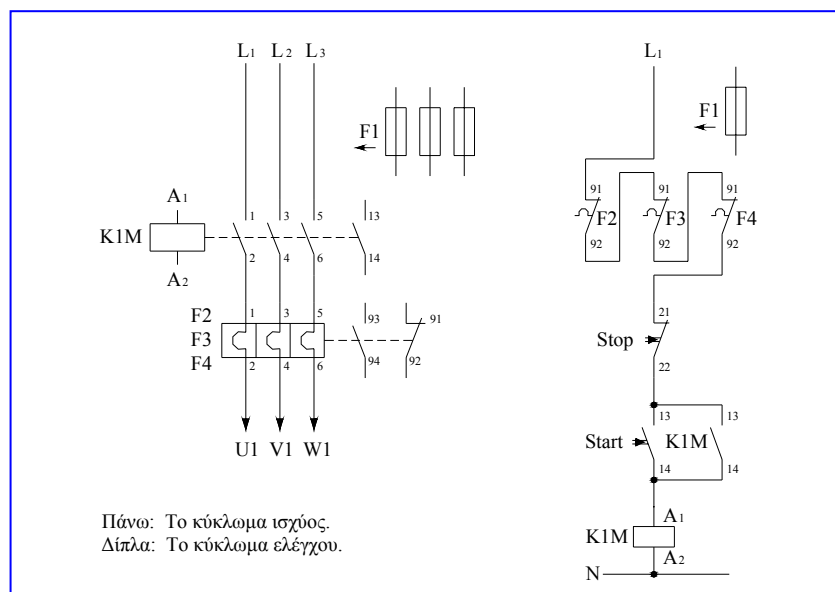 L1 L2 L3
L1
F1
F1
A1
K1M
A2
1 3 5 13
2 4 6 14
91 91 91
F2 F3 F4
92 92 92
F2
F3
F4
1 3 5 93 91
2 4 6 94 92
U1 V1 W1
21
Stop
22
13 13
Start K1M
14 14
A1
K1M
A2
N
Πάνω: Το κύκλωμα ισχύος.
Δίπλα: Το κύκλωμα ελέγχου.